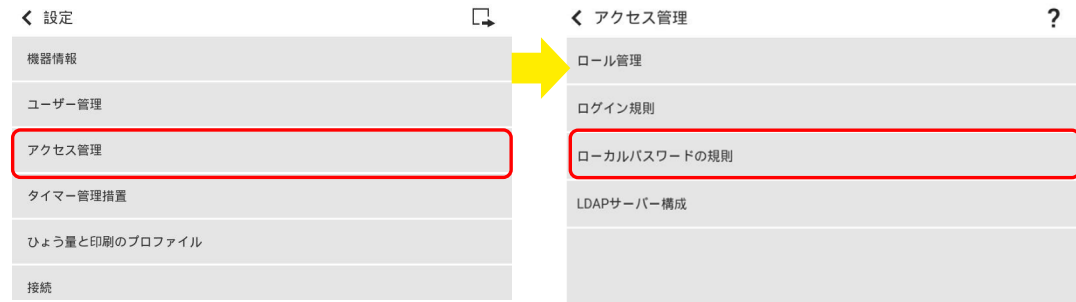 設定
機器情報
ユーザー管理
アクセス管理
タイマー管理措置
ひょう量と印刷のプロファイル
接続
アクセス管理
?
ロール管理
ログイン規則
ローカルパスワードの規則
LDAPサーバー構成